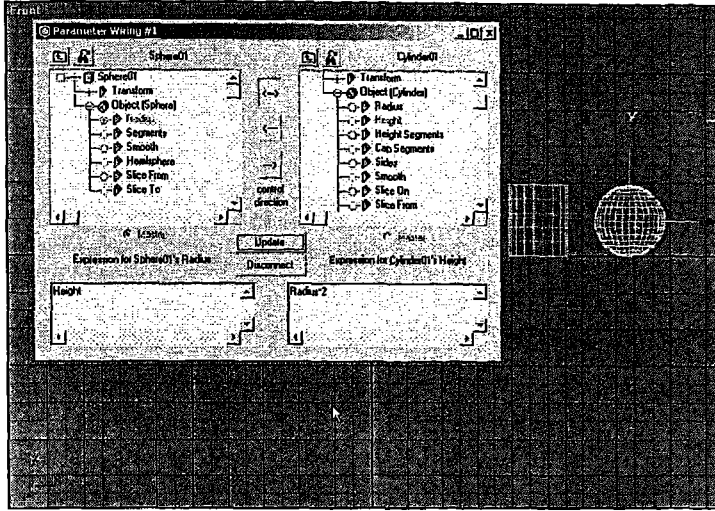 Front
Parameter Wiring #1
Sphere01
Cylinder01
Sphere01
Transform
Object (Sphere)
Radius
Segments
Smooth
Hemisphere
Slice From
Slice To
control
direction
Transform
Object (Cylinder)
Radius
Height
Height Segments
Cap Segments
Sides
Smooth
Slice On
Slice From
Master
Update
Master
Expression for Sphere01's Radius
Disconnect
Expression for Cylinder01's Height
Height
Radius*2
Y